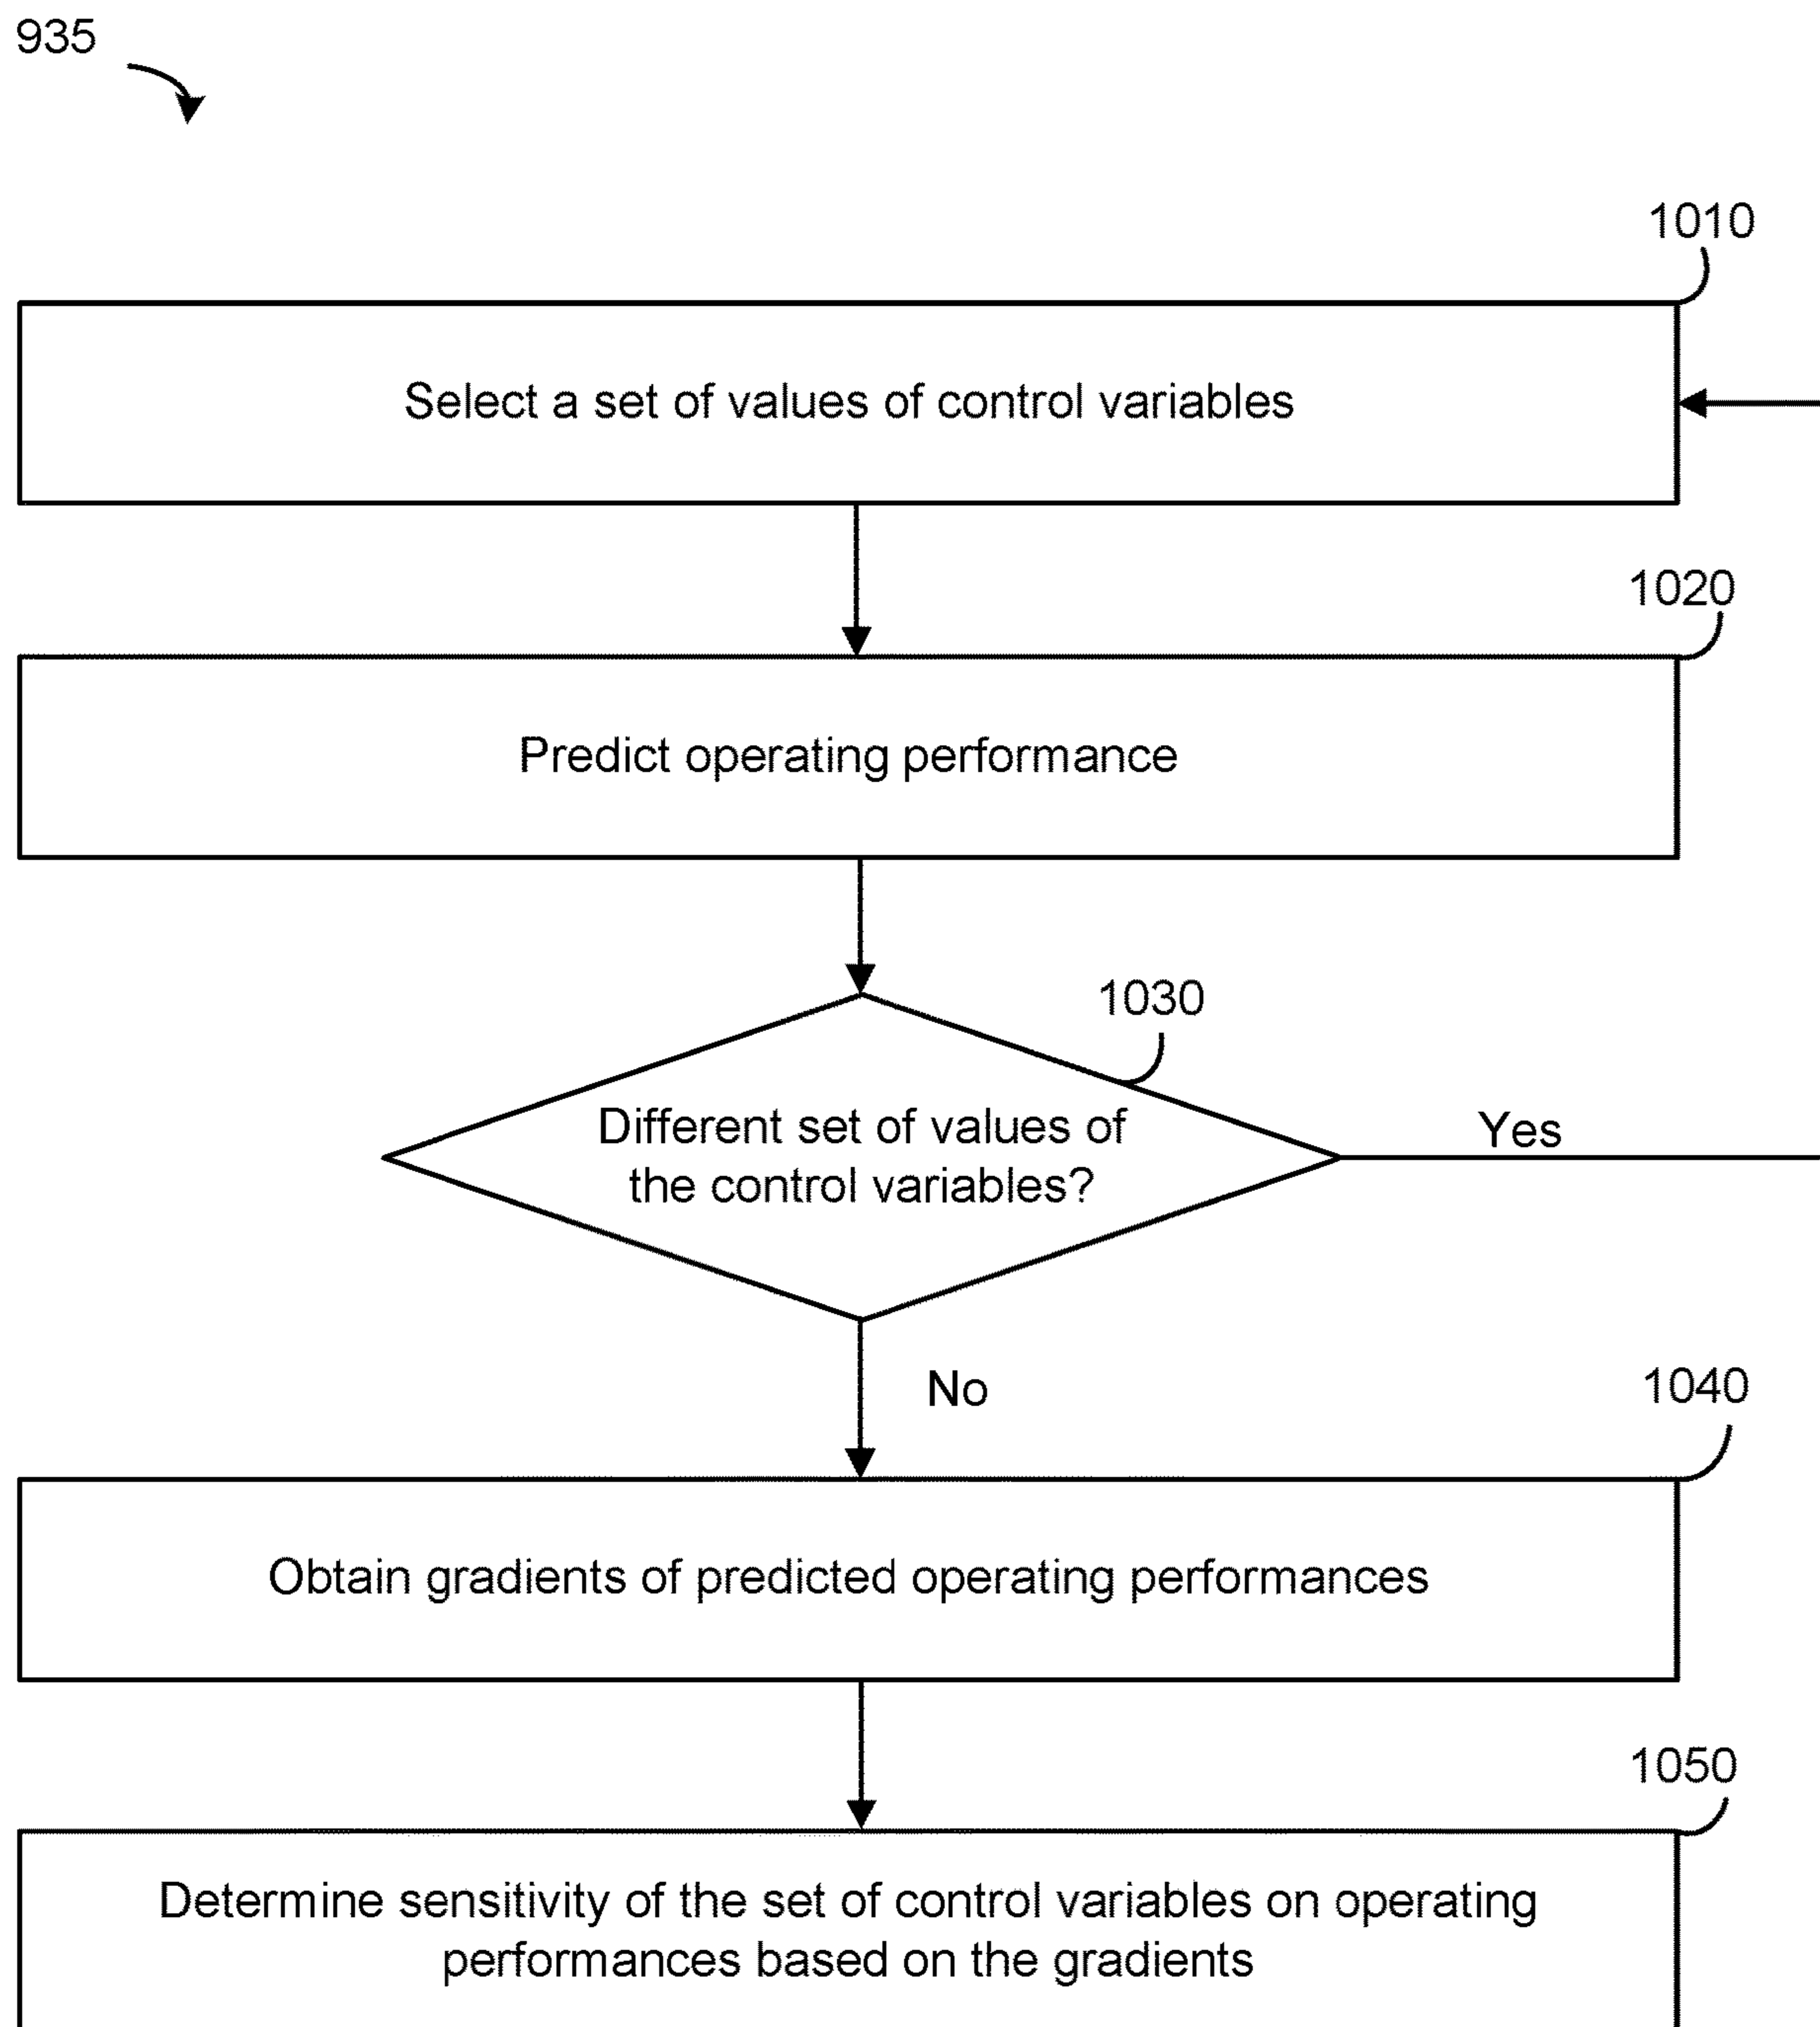 935
1010
Select a set of values of control variables
1020
Predict operating performance
1030
Different set of values of
the control variables?
Yes
No
1040
Obtain gradients of predicted operating performances
1050
Determine sensitivity of the set of control variables on operating
performances based on the gradients